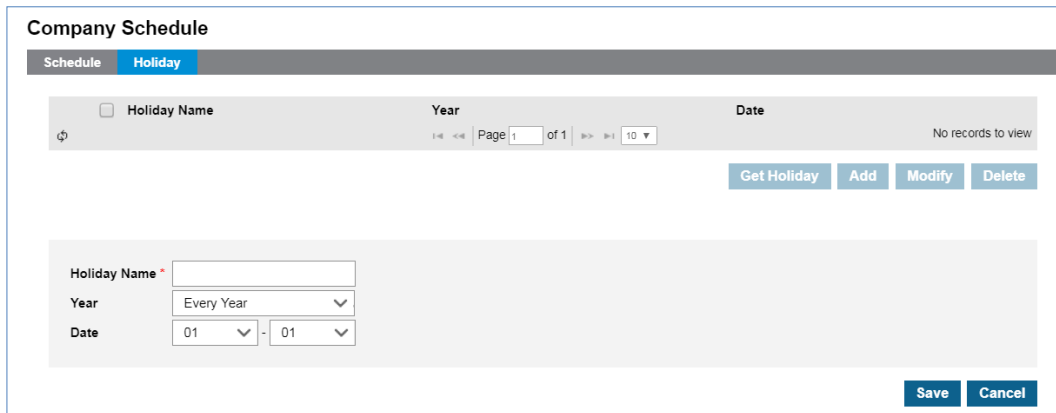 Company Schedule
Schedule Holiday
Holiday Name Year Date
Page 1 of 1 10 No records to view
Get Holiday Add Modify Delete
Holiday Name *
Year Every Year
Date 01 - 01
Save Cancel